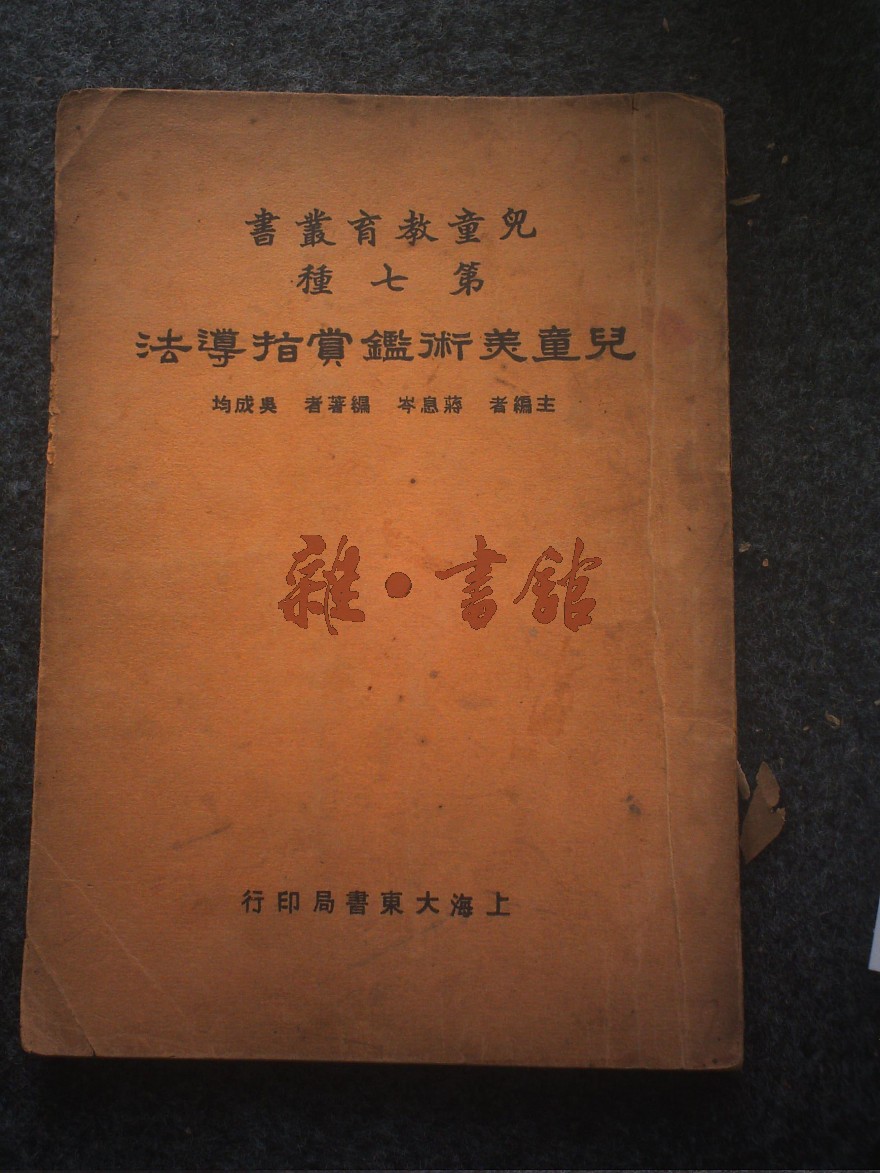 兒童教育叢書
第七種
兒童美術鑑賞指導法
主編者 蔣息岑 編著者 吳成均
雜·書館
上海大東書局印行